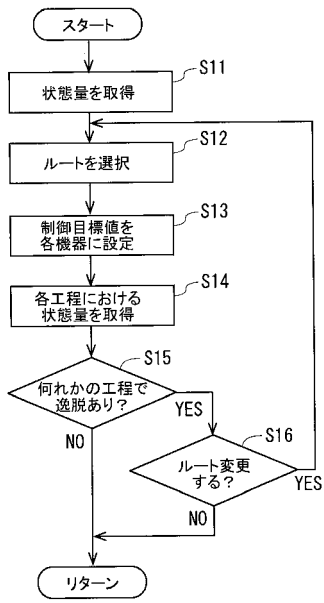 スタート
S11
状態量を取得
S12
ルートを選択
S13
制御目標値を
各機器に設定
S14
各工程における
状態量を取得
S15
何れかの工程で
逸脱あり?
YES
NO
S16
ルート変更
する?
YES
NO
リターン